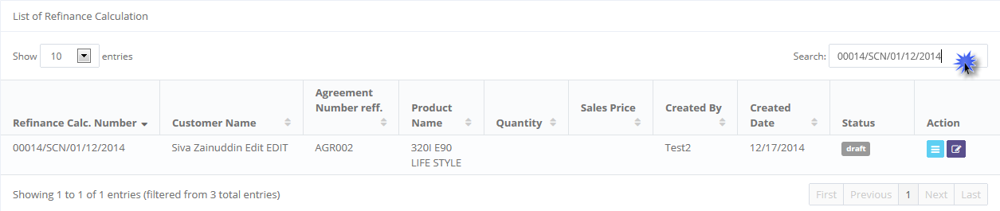 List of Refinance Calculation
Show 10 entries Search: 00014/SCN/01/12/2014
Refinance Calc. Number Customer Name Agreement Number reff. Product Name Quantity Sales Price Created By Created Date Status Action
00014/SCN/01/12/2014 Siva Zainuddin Edit EDIT AGR002 320I E90 Test2 12/17/2014 draft
LIFE STYLE
Showing 1 to 1 of 1 entries (filtered from 3 total entries) First Previous 1 Next Last